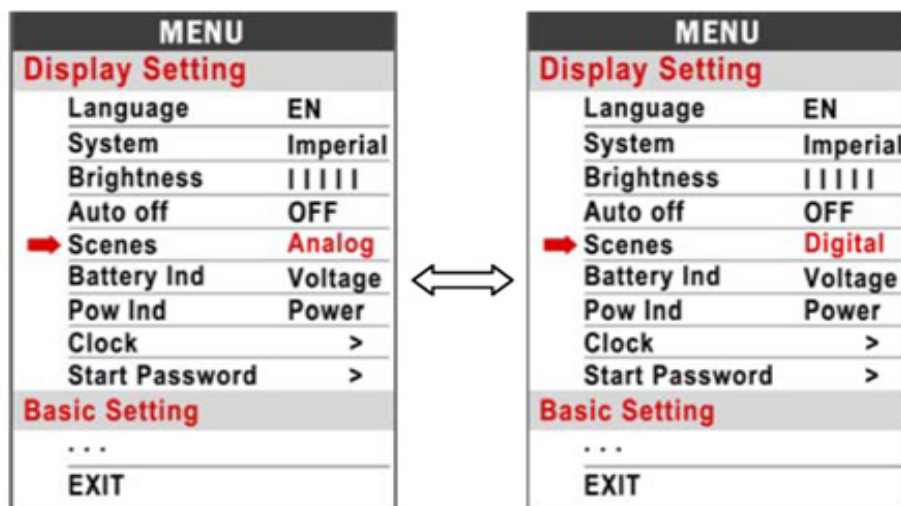 MENU
Display Setting
Language EN
System Imperial
Brightness | | | | |
Auto off OFF
Scenes Analog
Battery Ind Voltage
Pow Ind Power
Clock >
Start Password >
Basic Setting
. . .
EXIT
MENU
Display Setting
Language EN
System Imperial
Brightness | | | | |
Auto off OFF
Scenes Digital
Battery Ind Voltage
Pow Ind Power
Clock >
Start Password >
Basic Setting
. . .
EXIT